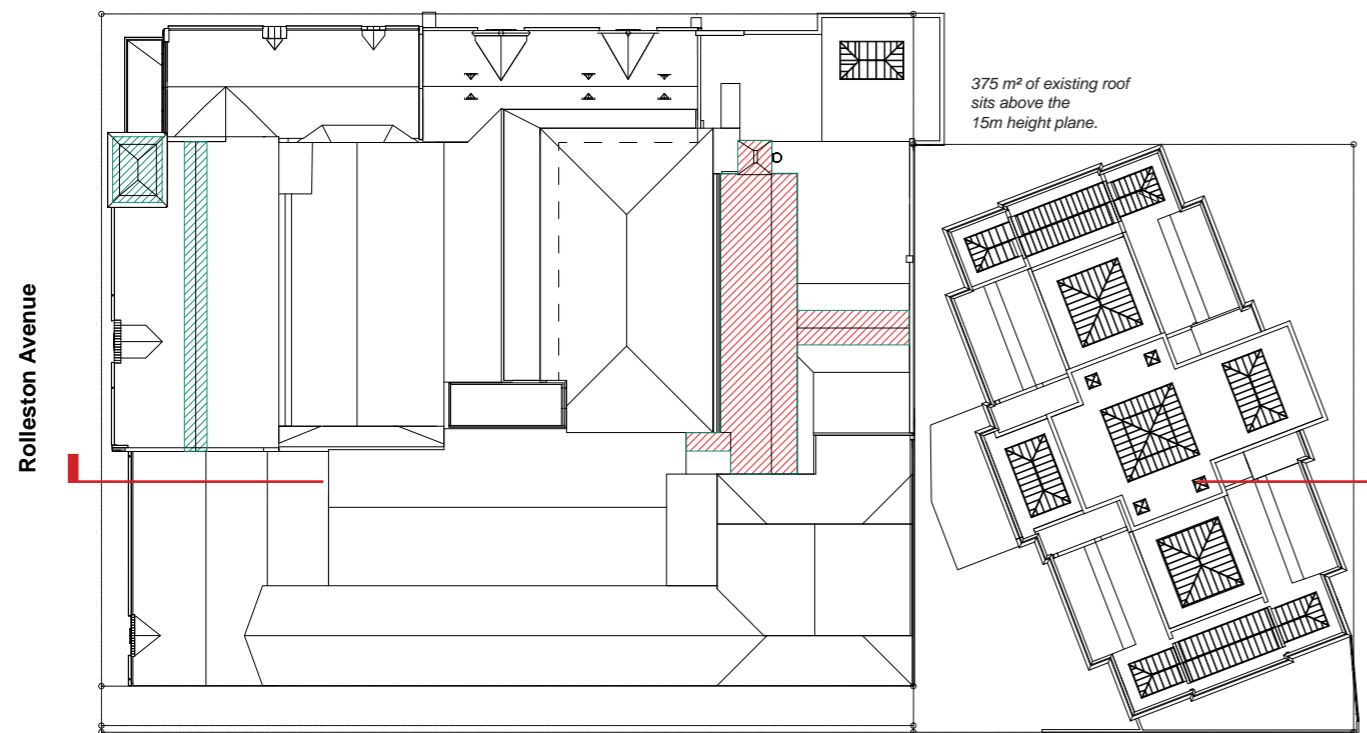 375 m² of existing roof
sits above the
15m height plane.
Rolleston Avenue